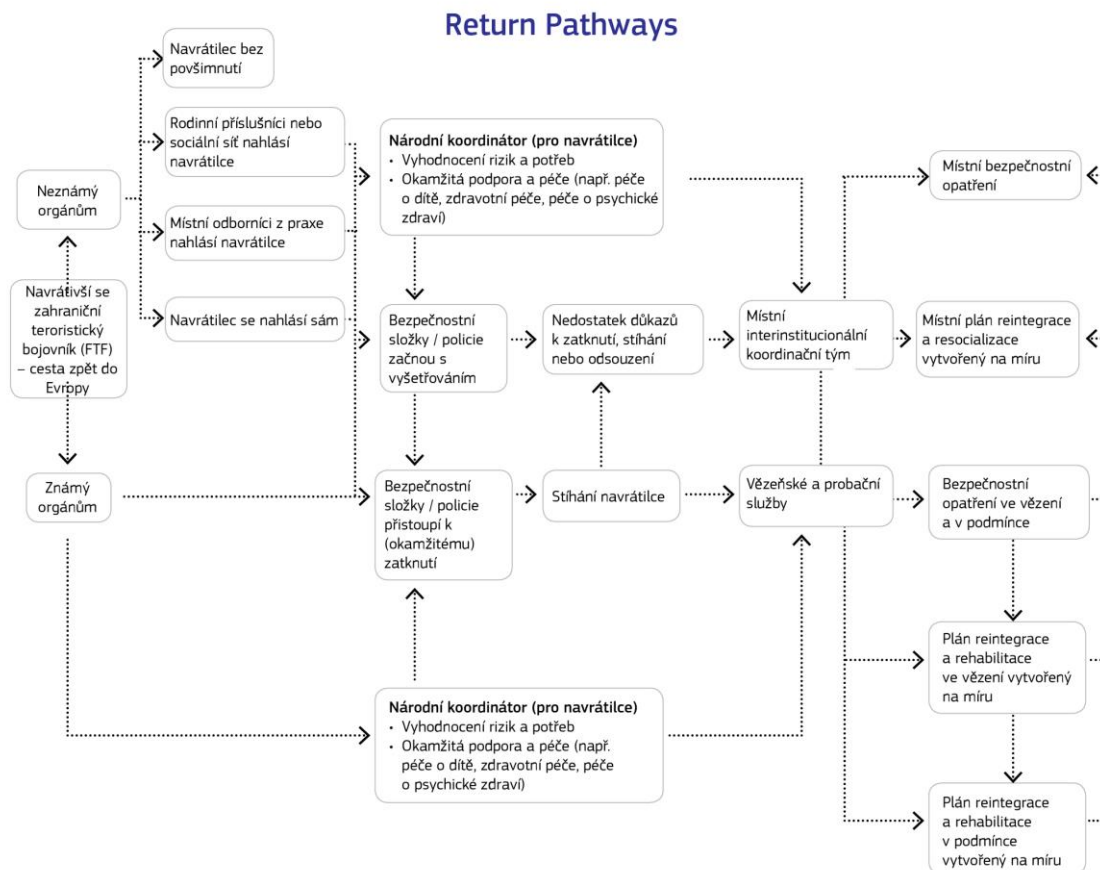 Return Pathways
Navrátilec bez
povšimnutí
Rodinní příslušníci nebo
sociální síť nahlásí
navrátilce
Neznámý
orgánům
Místní odborníci z praxe
nahlásí navrátilce
Navrátivší se
zahraniční
teroristický
bojovník (FTF)
– cesta zpět do
Evropy
Navrátilec se nahlásí sám
Známý
orgánům
Národní koordinátor (pro navrátilce)
• Vyhodnocení rizik a potřeb
• Okamžitá podpora a péče (např. péče
o dítě, zdravotní péče, péče o psychické
zdraví)
Bezpečnostní
složky / policie
začnou s
vyšetřováním
Nedostatek důkazů
k zatknutí, stíhání
nebo odsouzení
Místní
interinstitucionální
koordinační tým
Místní bezpečnostní
opatření
Místní plán reintegrace
a resocializace
vytvořený na míru
Bezpečnostní
složky / policie
přistoupí k
(okamžitému)
zatknutí
Stíhání navrátilce
Vězeňské a probační
služby
Bezpečnostní
opatření ve vězení
a v podmínce
Plán reintegrace
a rehabilitace
ve vězení vytvořený
na míru
Národní koordinátor (pro navrátilce)
• Vyhodnocení rizik a potřeb
• Okamžitá podpora a péče (např.
péče o dítě, zdravotní péče, péče
o psychické zdraví)
Plán reintegrace
a rehabilitace
v podmínce
vytvořený na míru